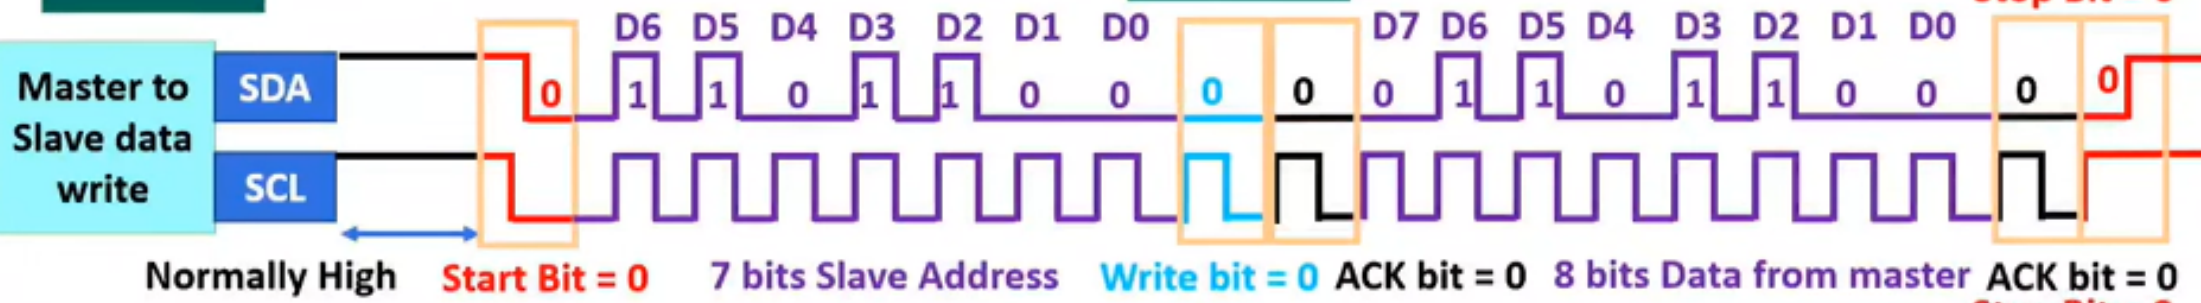 D6 D5 D4 D3 D2 D1 D0 D7 D6 D5 D4 D3 D2 D1 D0
Master to
Slave data
write
SDA
SCL
0 1 1 0 1 1 0 0 0 0 0 1 1 0 1 1 0 0 0 0
Normally High Start Bit = 0 7 bits Slave Address Write bit = 0 ACK bit = 0 8 bits Data from master ACK bit = 0